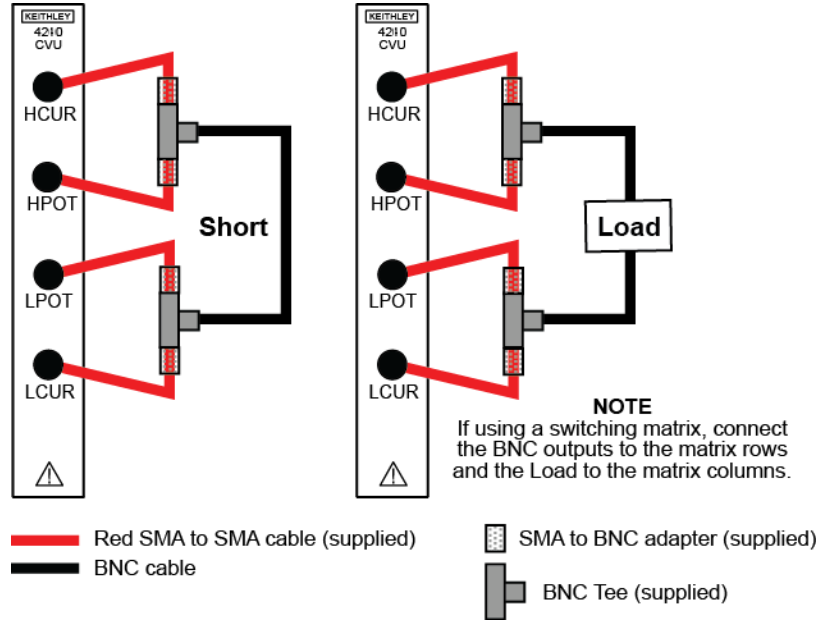 KEITHLEY
4210
CVU
HCUR
HPOT
LPOT
LCUR
Short
KEITHLEY
4210
CVU
HCUR
HPOT
LPOT
LCUR
Load
NOTE
If using a switching matrix, connect
the BNC outputs to the matrix rows
and the Load to the matrix columns.
Red SMA to SMA cable (supplied)
BNC cable
SMA to BNC adapter (supplied)
BNC Tee (supplied)